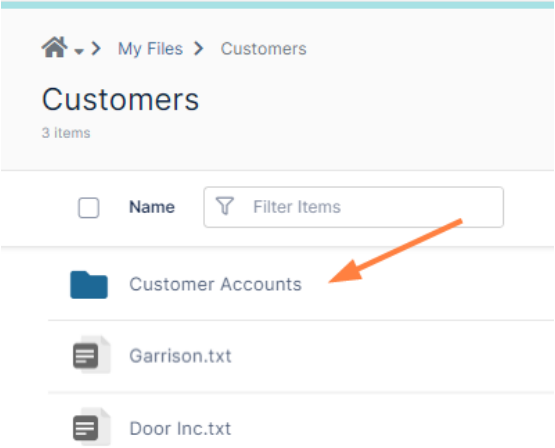 My Files > Customers
Customers
3 items
Name Filter Items
Customer Accounts
Garrison.txt
Door Inc.txt